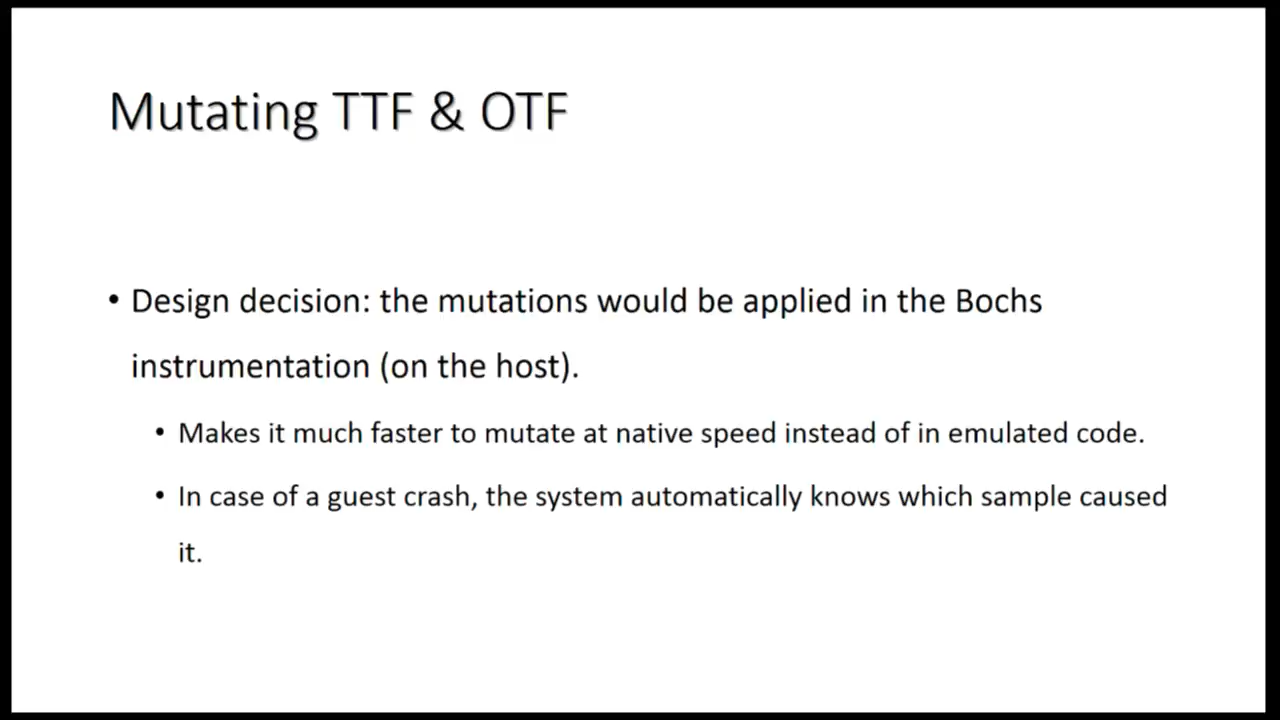 Mutating TTF & OTF
• Design decision: the mutations would be applied in the Bochs
instrumentation (on the host).
• Makes it much faster to mutate at native speed instead of in emulated code.
• In case of a guest crash, the system automatically knows which sample caused
it.